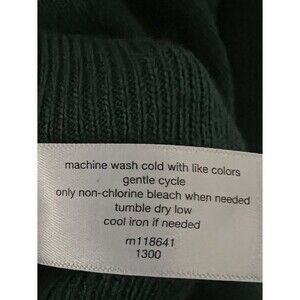 machine wash cold with like colors
gentle cycle
only non-chlorine bleach when needed
tumble dry low
cool iron if needed
rn118641
1300